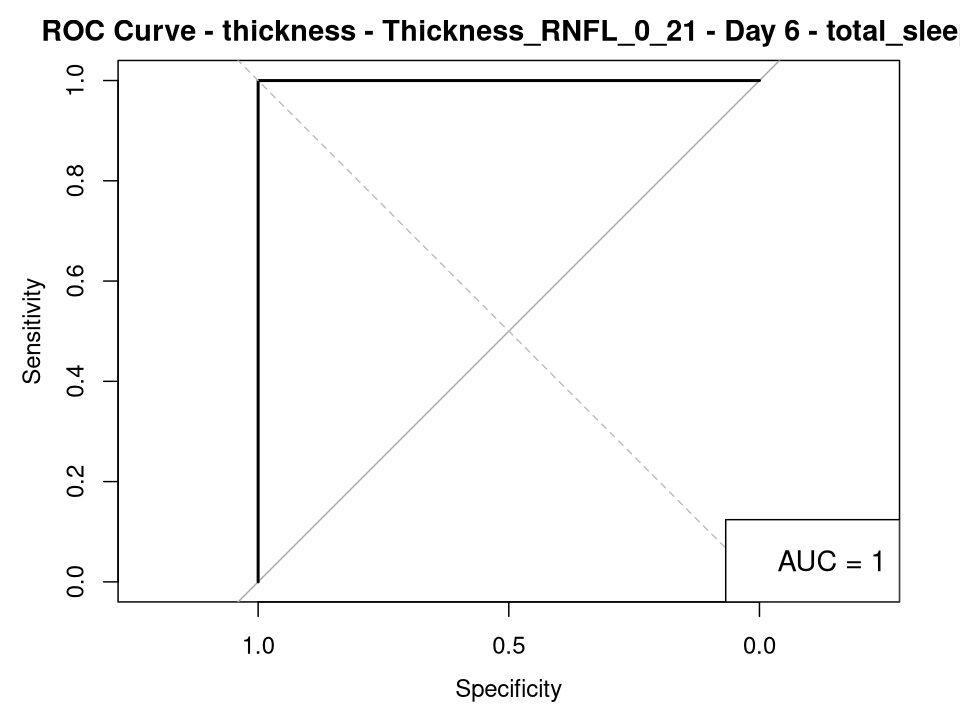 ROC Curve - thickness - Thickness_RNFL_0_21 - Day 6 - total_slee
1.0
0.8
0.6
0.4
0.2
0.0
Sensitivity
AUC = 1
1.0 0.5 0.0
Specificity